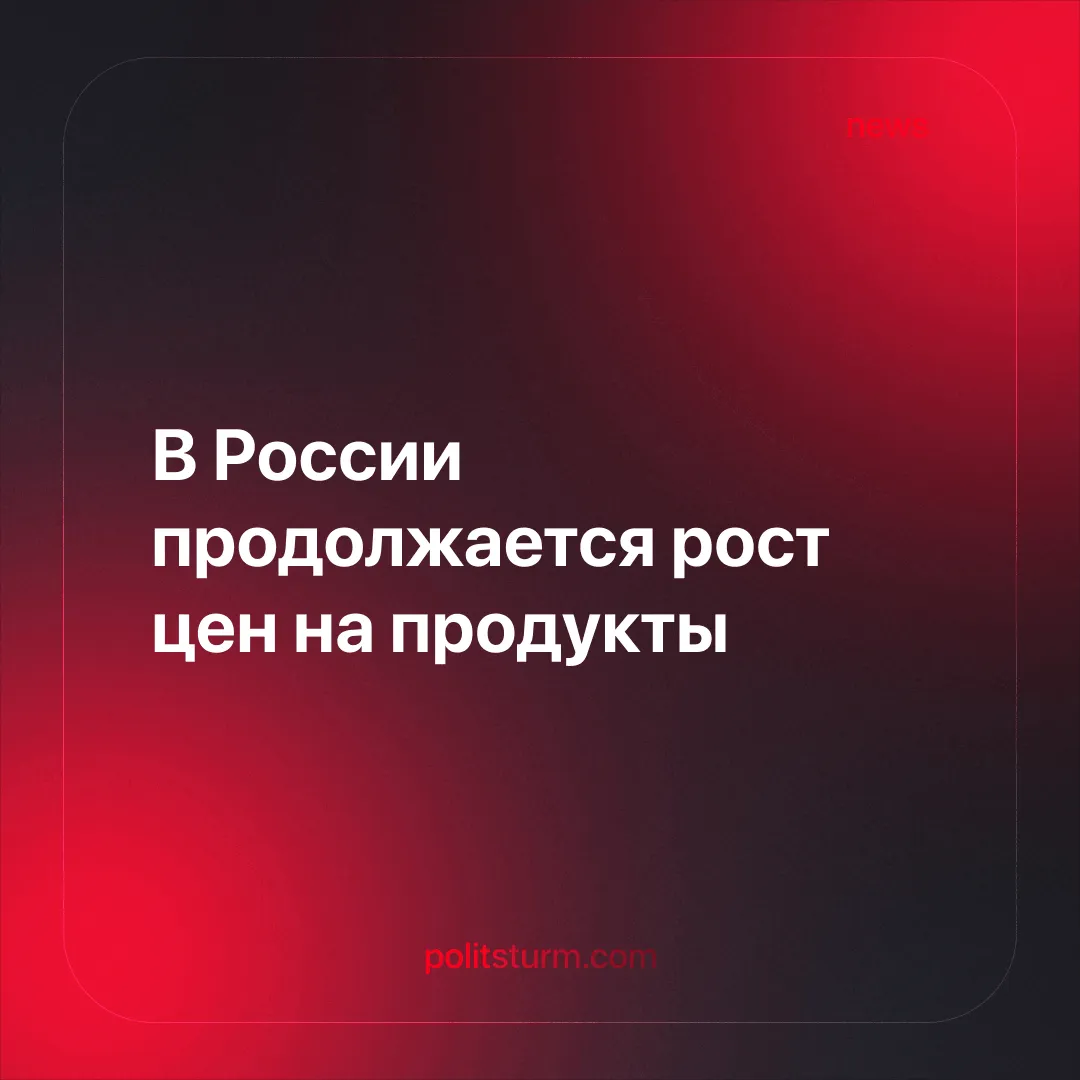 news
В России
продолжается рост
цен на продукты
politsturm.com